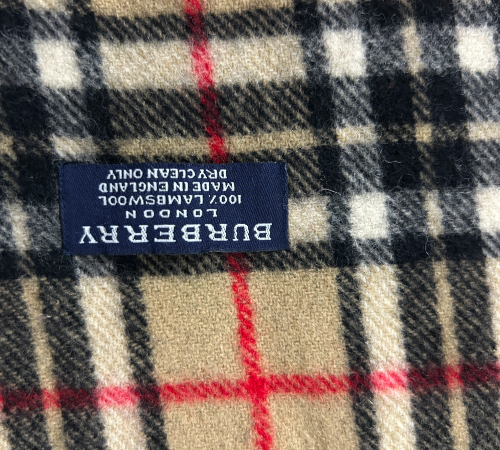 BURBERRY
LONDON
100% LAMBSWOOL
MADE IN ENGLAND
DRY CLEAN ONLY